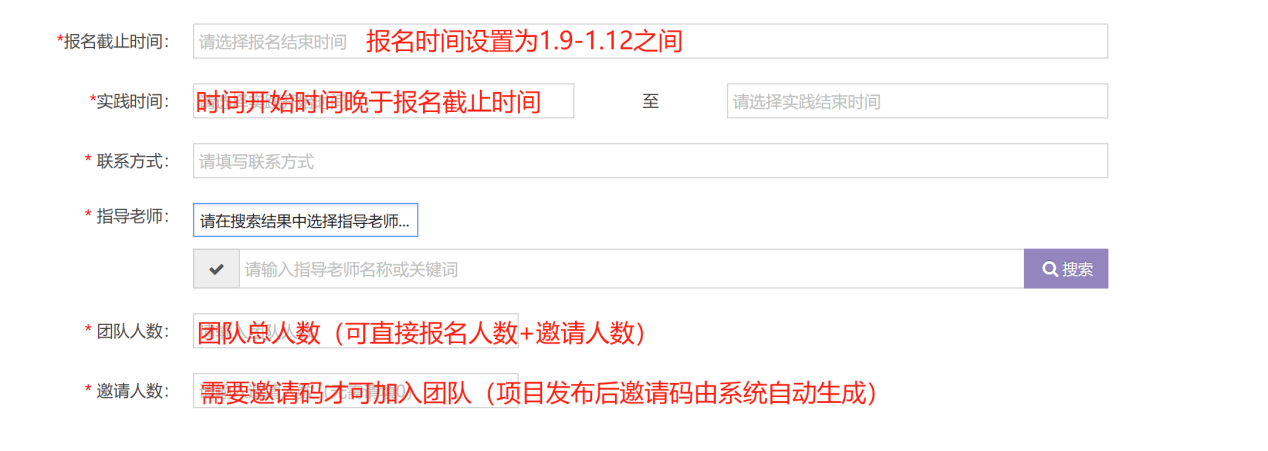 *报名截止时间： 请选择报名结束时间 报名时间设置为1.9-1.12之间
*实践时间： 时间开始时间晚于报名截止时间 至 请选择实践结束时间
* 联系方式： 请填写联系方式
* 指导老师： 请在搜索结果中选择指导老师...
请输入指导老师名称或关键词 搜索
* 团队人数： 团队总人数（可直接报名人数+邀请人数）
* 邀请人数： 需要邀请码才可加入团队（项目发布后邀请码由系统自动生成）